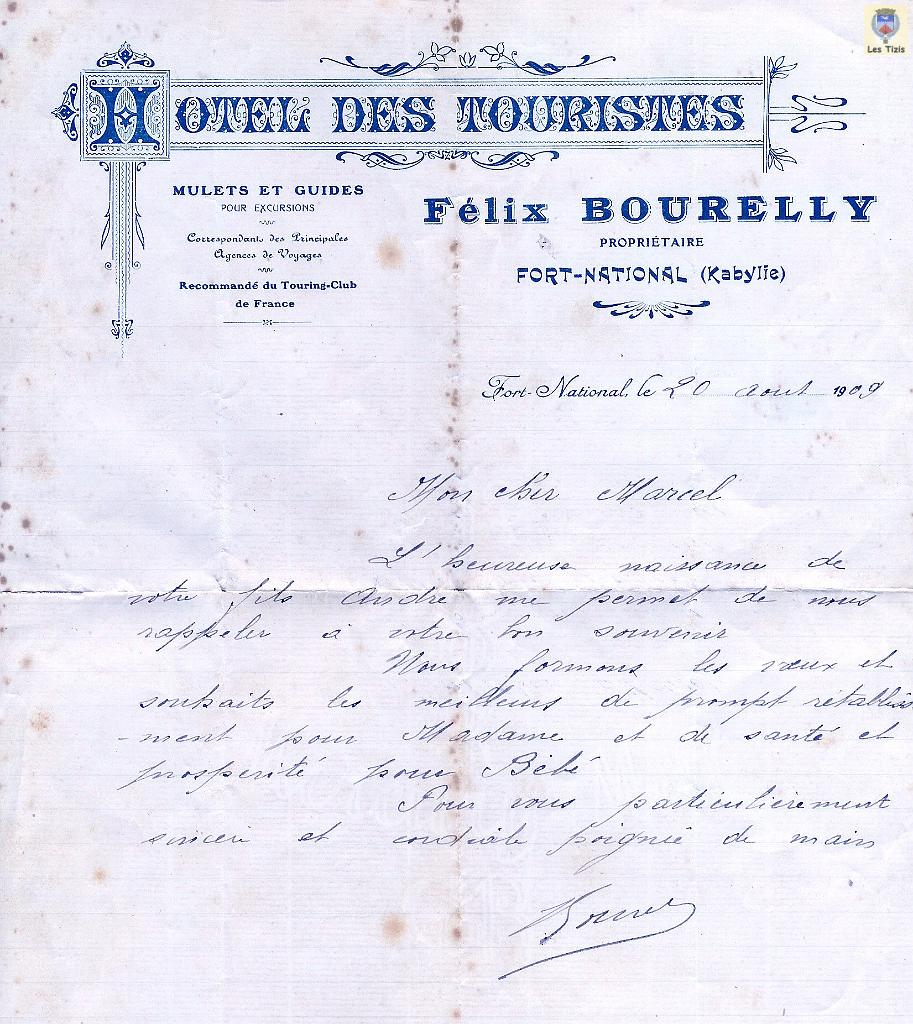 Les Tizis
HOTEL DES TOURISTES
MULETS ET GUIDES
POUR EXCURSIONS
Correspondant des Principales
Agences de Voyages
Recommandé du Touring-Club
de France
Félix BOURELLY
PROPRIÉTAIRE
FORT-NATIONAL (Kabylie)
Fort-National, le 20 aout 1909
Mon cher Marcel
L'heureuse naissance de
votre fils André me permet de nous
rappeler à votre bon souvenir
Nous formons les vœux et
souhaits les meilleurs de prompt rétablisse
-ment pour Madame et de santé et
prosperité pour Bébé
Pour vous particulièrement
sincère et cordiale poignée de main